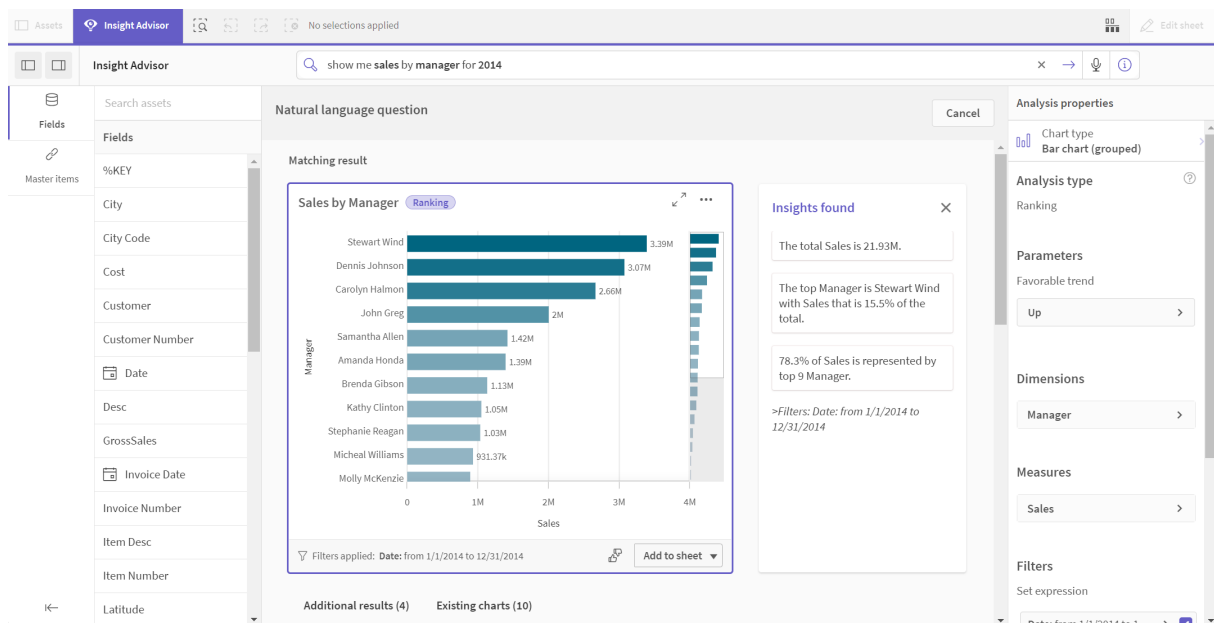 Assets
Insight Advisor
No selections applied
Edit sheet
Insight Advisor
show me sales by manager for 2014
Fields
Master items
Search assets
Fields
%KEY
City
City Code
Cost
Customer
Customer Number
Date
Desc
GrossSales
Invoice Date
Invoice Number
Item Desc
Item Number
Latitude
Natural language question
Cancel
Matching result
Sales by Manager Ranking
Manager
Stewart Wind 3.39M
Dennis Johnson 3.07M
Carolyn Halmon 2.66M
John Greg 2M
Samantha Allen 1.42M
Amanda Honda 1.39M
Brenda Gibson 1.13M
Kathy Clinton 1.05M
Stephanie Reagan 1.03M
Micheal Williams 931.37k
Molly McKenzie
0 1M 2M 3M 4M
Sales
Filters applied: Date: from 1/1/2014 to 12/31/2014
Add to sheet
Additional results (4) Existing charts (10)
Insights found
The total Sales is 21.93M.
The top Manager is Stewart Wind
with Sales that is 15.5% of the
total.
78.3% of Sales is represented by
top 9 Manager.
>Filters: Date: from 1/1/2014 to
12/31/2014
Analysis properties
Chart type
Bar chart (grouped)
Analysis type
Ranking
Parameters
Favorable trend
Up
Dimensions
Manager
Measures
Sales
Filters
Set expression
Date: from 1/1/2014 to 1